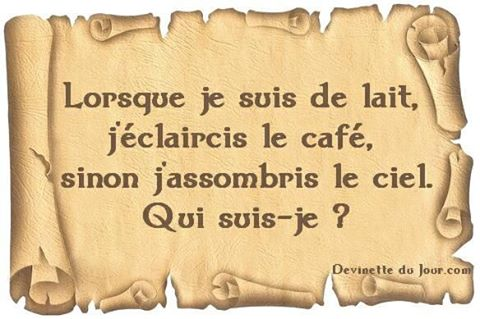 Lorsque je suis de lait,
j'éclaircis le café,
sinon j'assombris le ciel.
Qui suis-je ?
Devinette du Jour.com